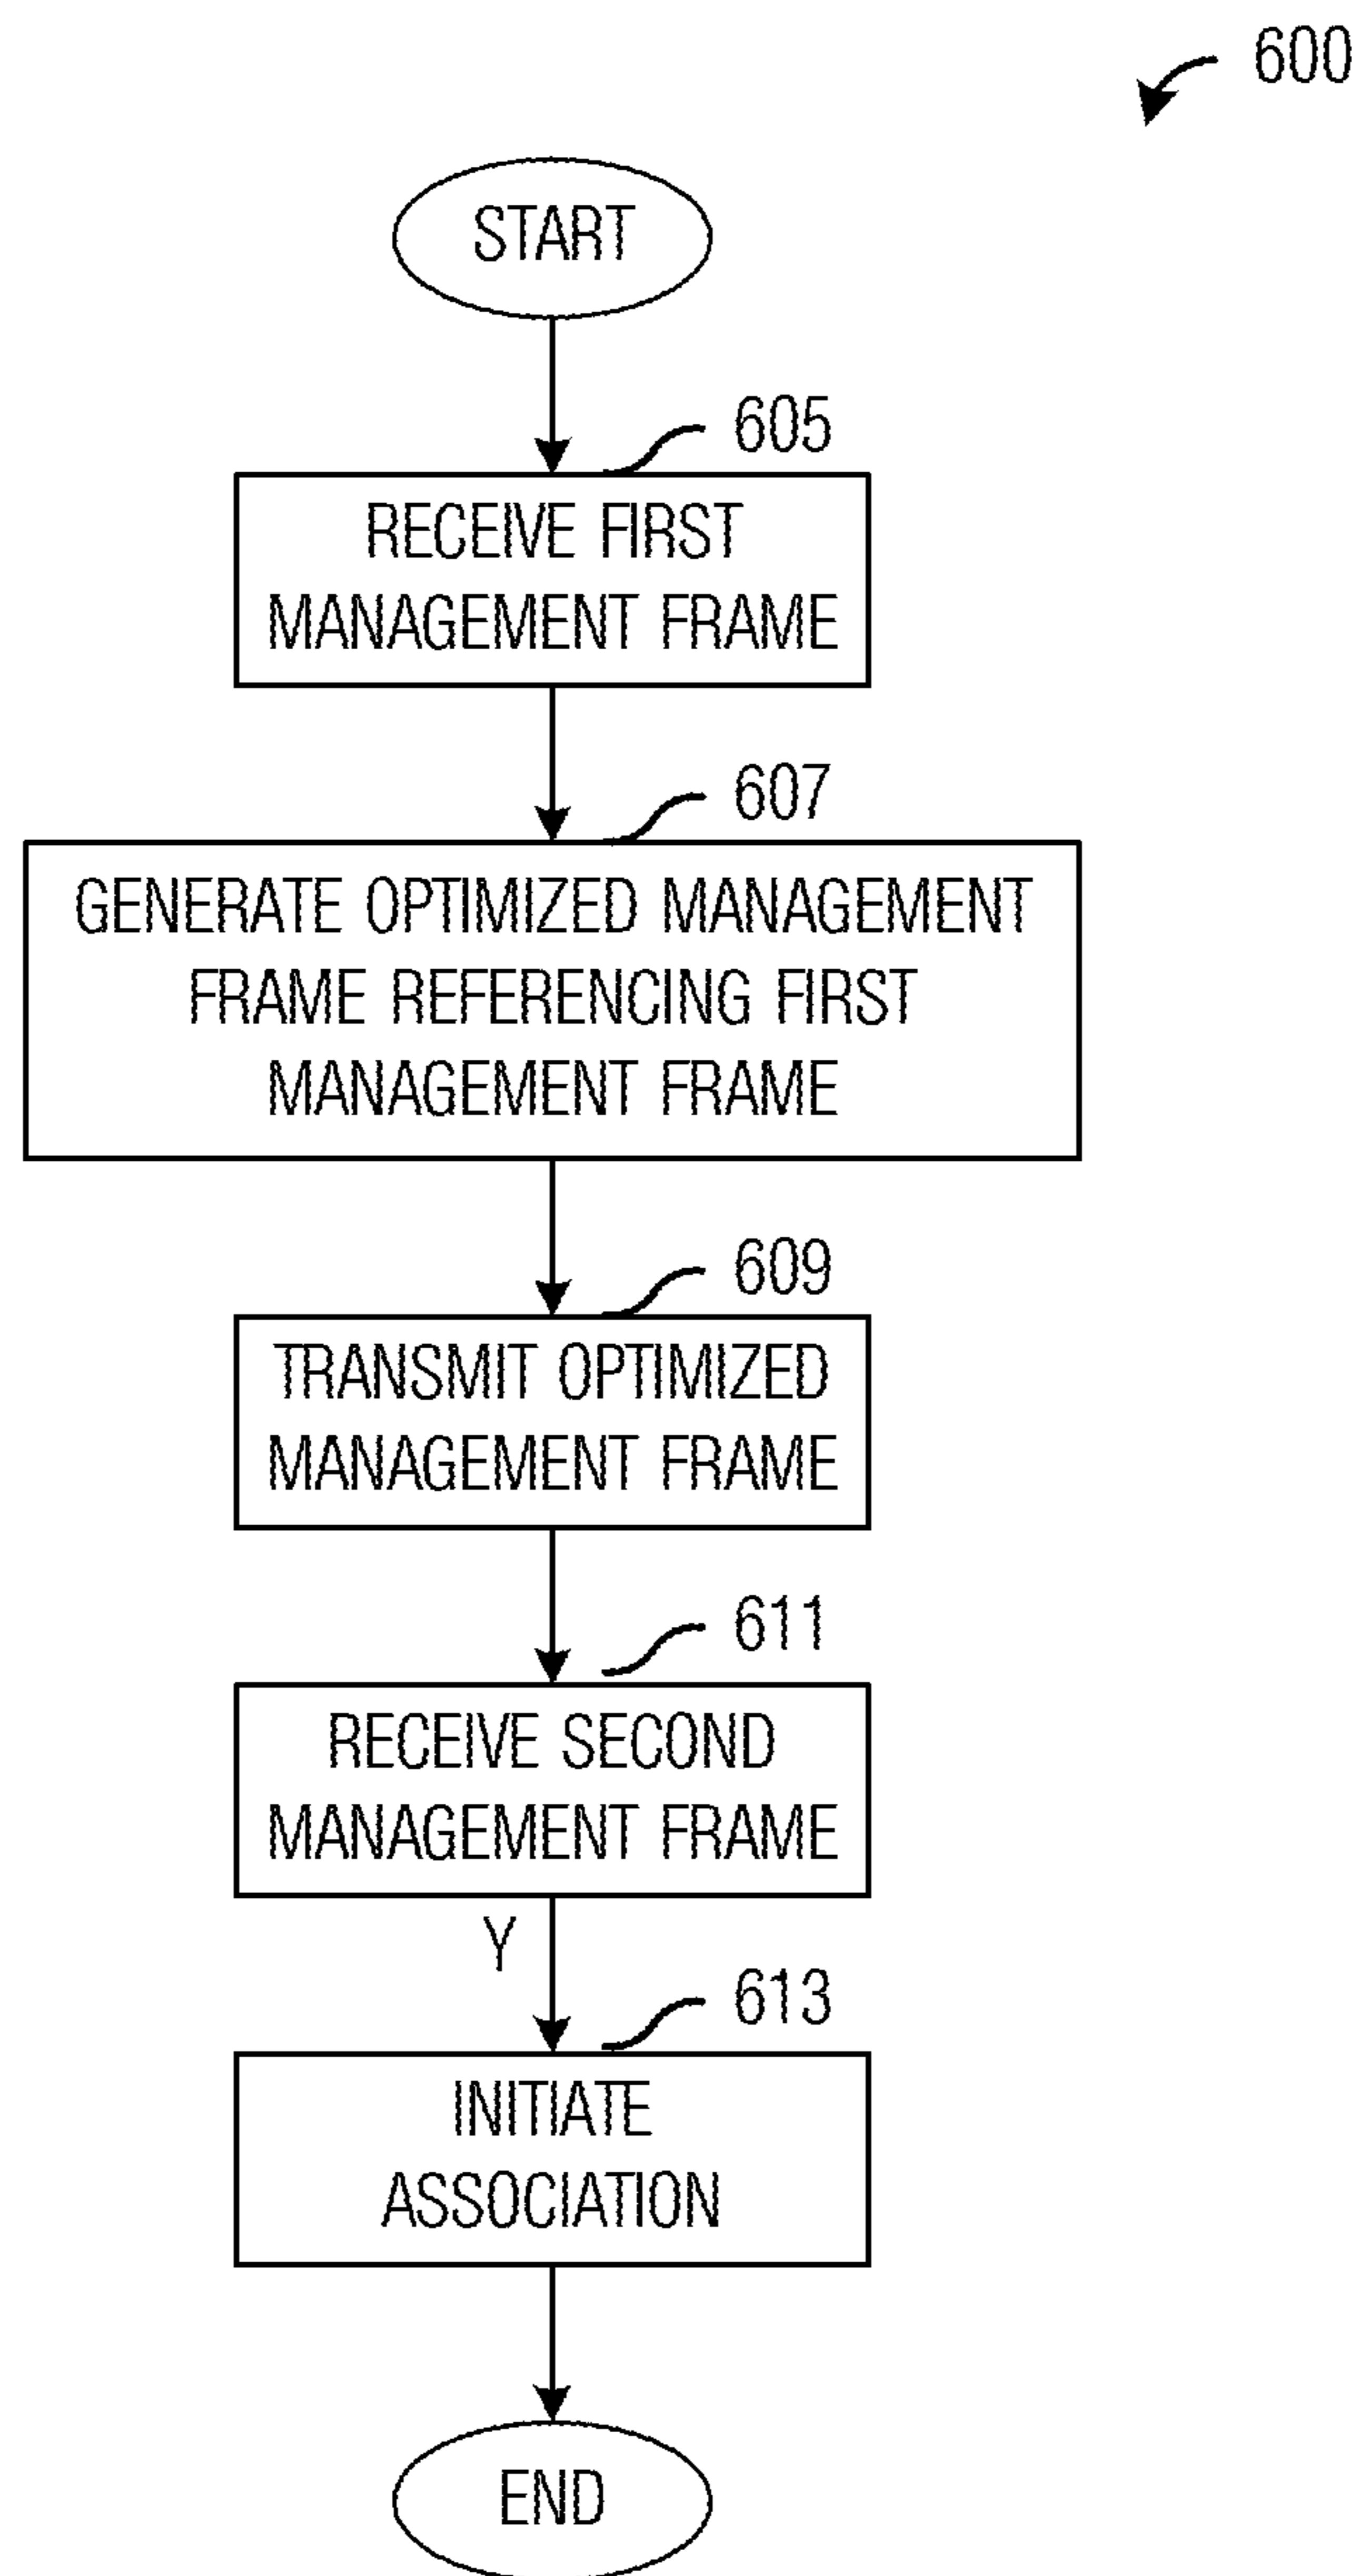 600
START
605
RECEIVE FIRST
MANAGEMENT FRAME
607
GENERATE OPTIMIZED MANAGEMENT
FRAME REFERENCING FIRST
MANAGEMENT FRAME
609
TRANSMIT OPTIMIZED
MANAGEMENT FRAME
611
RECEIVE SECOND
MANAGEMENT FRAME
Y
613
INITIATE
ASSOCIATION
END